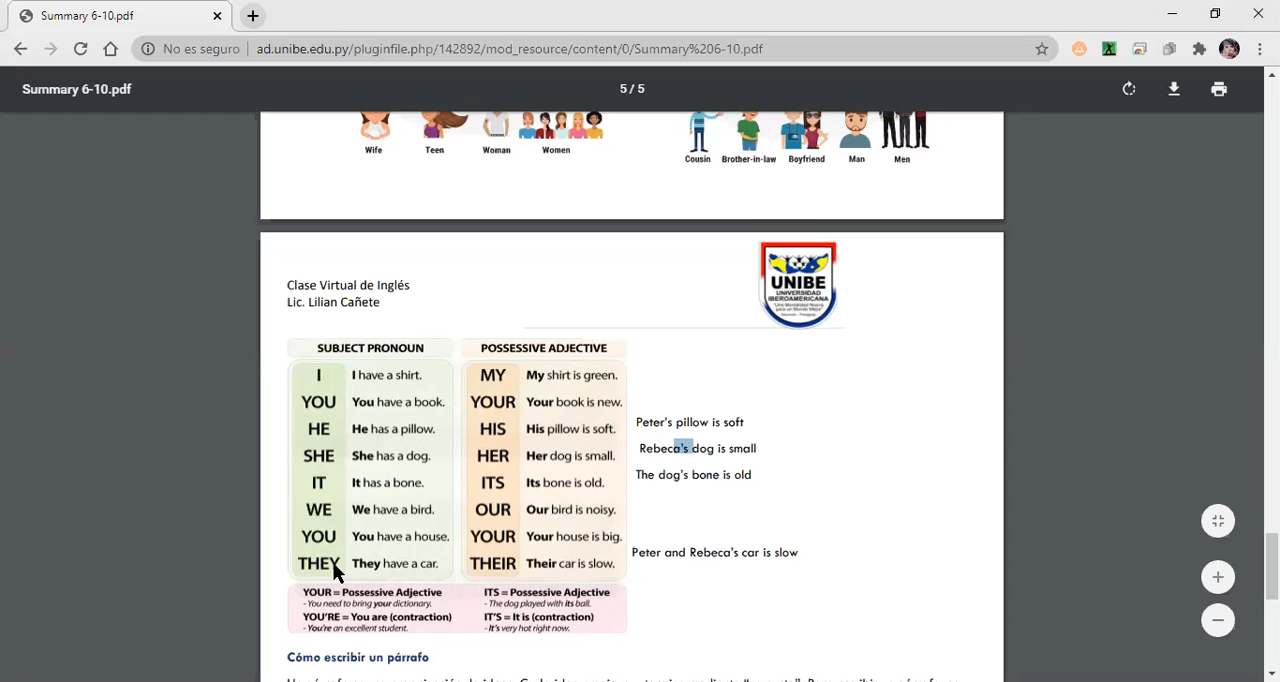 Summary 6-10.pdf
No es seguro ad.unibe.edu.py/pluginfile.php/142892/mod_resource/content/0/Summary%206-10.pdf
Summary 6-10.pdf 5 / 5
Wife Teen Woman Women Cousin Brother-in-law Boyfriend Man Men
Clase Virtual de Inglés
Lic. Lilian Cañete
UNIBE
UNIVERSIDAD
IBEROAMERICANA
SUBJECT PRONOUN POSSESSIVE ADJECTIVE
I I have a shirt. MY My shirt is green.
YOU You have a book. YOUR Your book is new.
HE He has a pillow. HIS His pillow is soft. Peter's pillow is soft
SHE She has a dog. HER Her dog is small. Rebeca's dog is small
IT It has a bone. ITS Its bone is old. The dog's bone is old
WE We have a bird. OUR Our bird is noisy.
YOU You have a house. YOUR Your house is big.
THEY They have a car. THEIR Their car is slow. Peter and Rebeca's car is slow
YOUR = Possessive Adjective ITS = Possessive Adjective
- You need to bring your dictionary. - The dog played with its ball.
YOU'RE = You are (contraction) IT'S = It is (contraction)
- You're an excellent student. - It's very hot right now.
Cómo escribir un párrafo